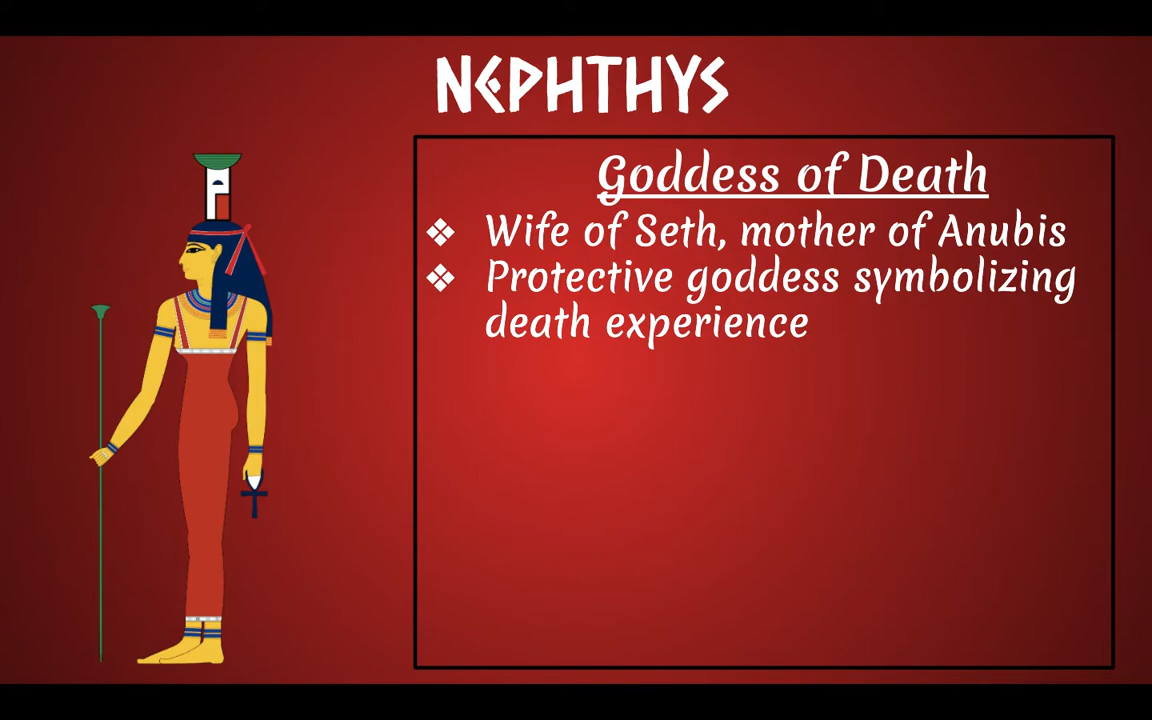 NEPHTHYS
Goddess of Death
❖ Wife of Seth, mother of Anubis
❖ Protective goddess symbolizing
death experience